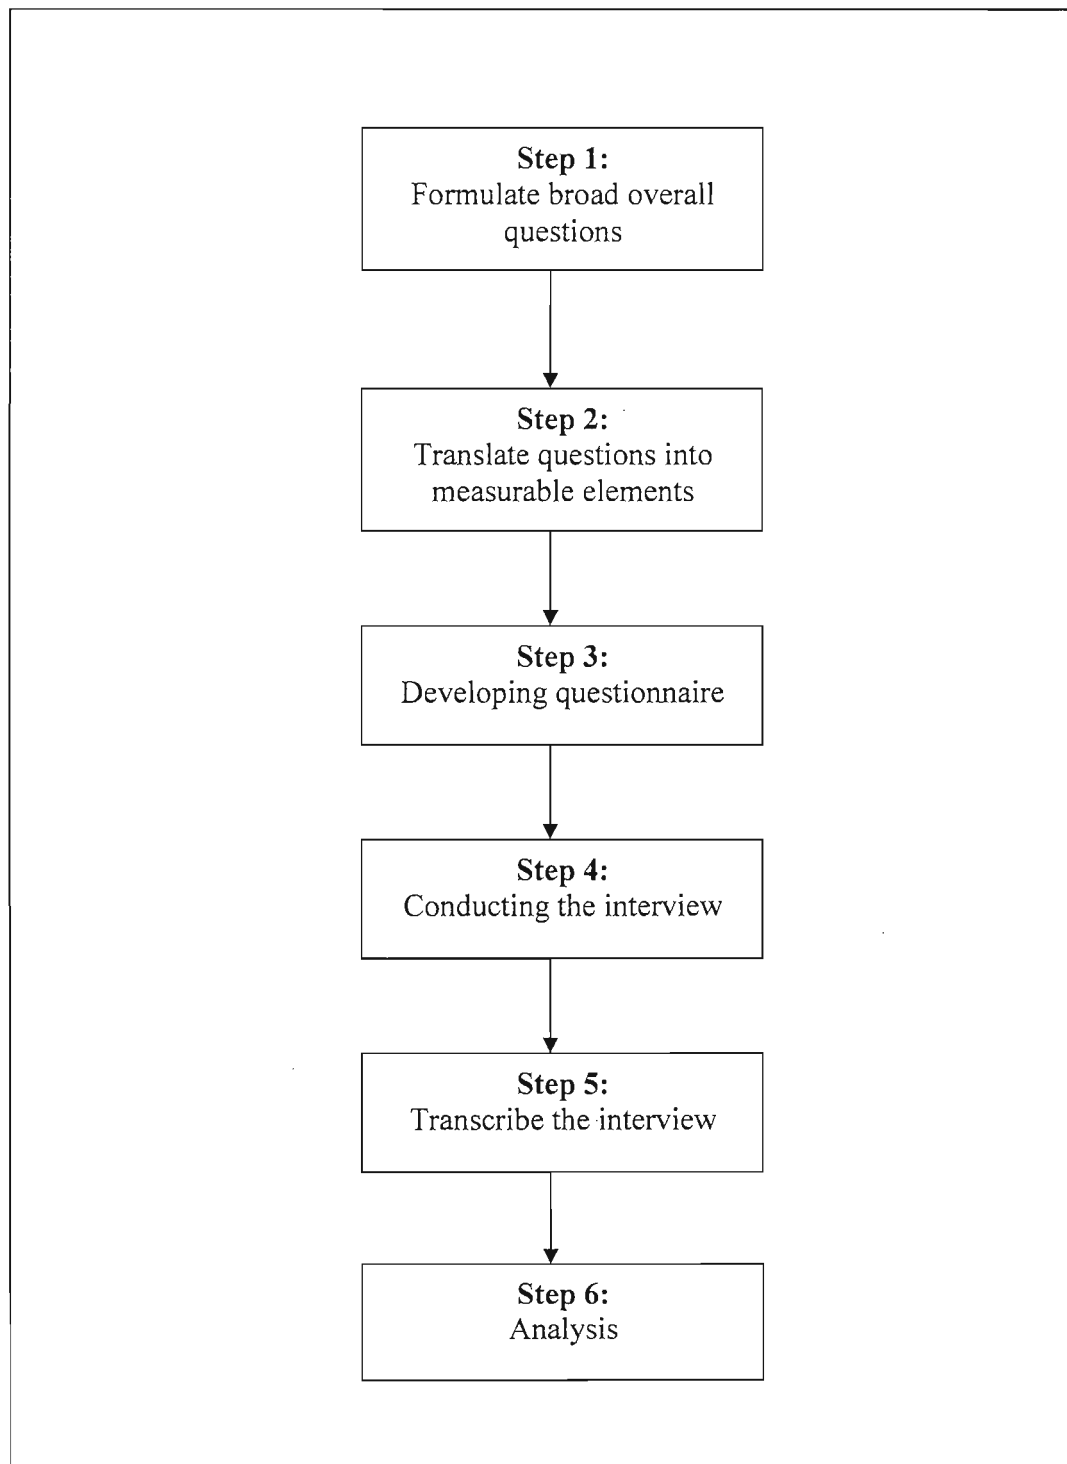 Step 1:
Formulate broad overall
questions
Step 2:
Translate questions into
measurable elements
Step 3:
Developing questionnaire
Step 4:
Conducting the interview
Step 5:
Transcribe the interview
Step 6:
Analysis